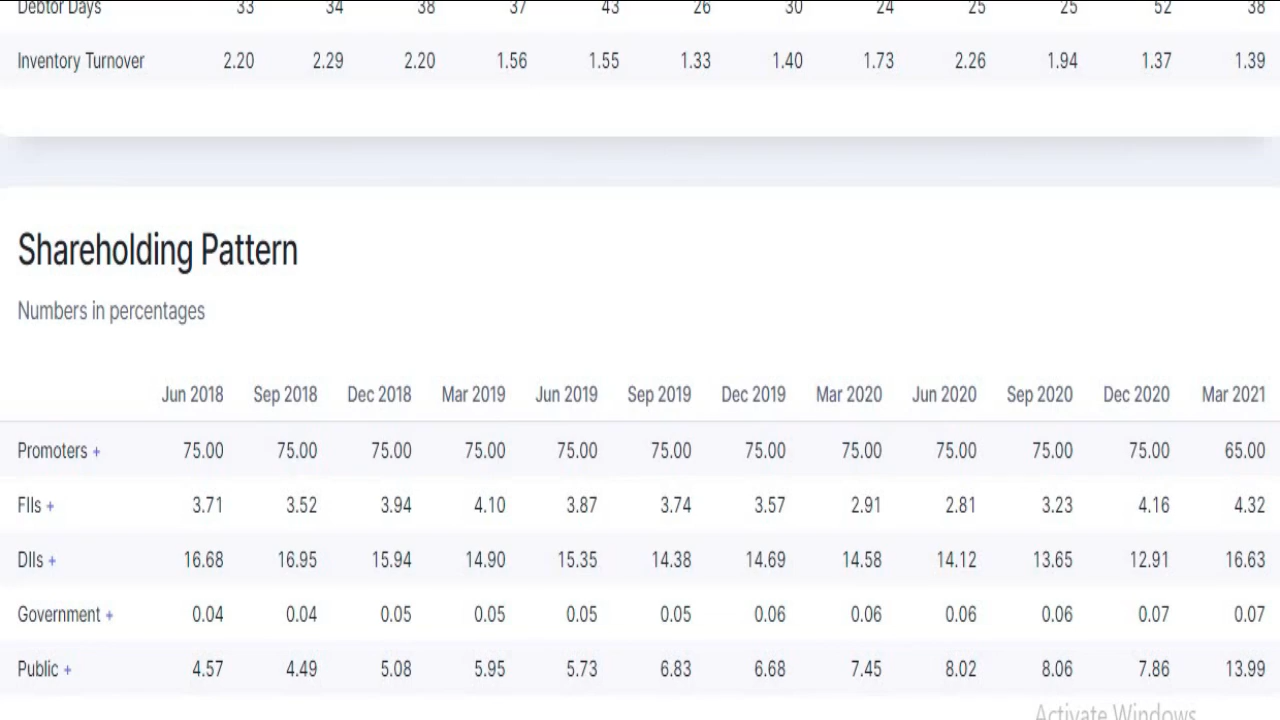 Debtor Days 33 34 38 37 43 26 30 24 25 25 52 38
Inventory Turnover 2.20 2.29 2.20 1.56 1.55 1.33 1.40 1.73 2.26 1.94 1.37 1.39
Shareholding Pattern
Numbers in percentages
Jun 2018 Sep 2018 Dec 2018 Mar 2019 Jun 2019 Sep 2019 Dec 2019 Mar 2020 Jun 2020 Sep 2020 Dec 2020 Mar 2021
Promoters + 75.00 75.00 75.00 75.00 75.00 75.00 75.00 75.00 75.00 75.00 75.00 65.00
FIIs + 3.71 3.52 3.94 4.10 3.87 3.74 3.57 2.91 2.81 3.23 4.16 4.32
DIIs + 16.68 16.95 15.94 14.90 15.35 14.38 14.69 14.58 14.12 13.65 12.91 16.63
Government + 0.04 0.04 0.05 0.05 0.05 0.05 0.06 0.06 0.06 0.06 0.07 0.07
Public + 4.57 4.49 5.08 5.95 5.73 6.83 6.68 7.45 8.02 8.06 7.86 13.99
Activate Windows